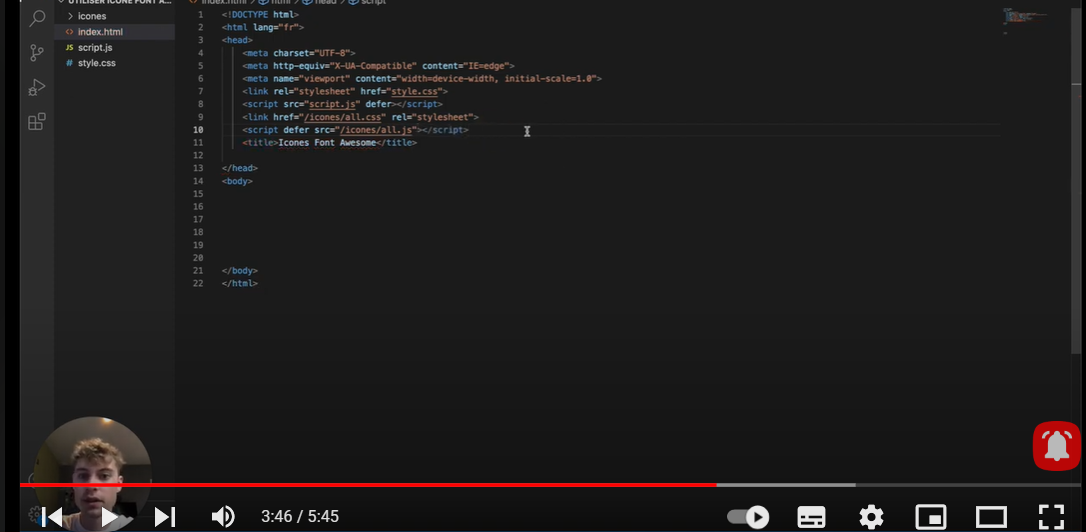 UTILISER ICONE FONT A...
index.html > html > head > script
icones
index.html
JS script.js
# style.css
1 <!DOCTYPE html>
2 <html lang="fr">
3 <head>
4 <meta charset="UTF-8">
5 <meta http-equiv="X-UA-Compatible" content="IE=edge">
6 <meta name="viewport" content="width=device-width, initial-scale=1.0">
7 <link rel="stylesheet" href="style.css">
8 <script src="script.js" defer></script>
9 <link href="/icones/all.css" rel="stylesheet">
10 <script defer src="/icones/all.js"></script>
11 <title>Icones Font Awesome</title>
12
13 </head>
14 <body>
15
16
17
18
19
20
21 </body>
22 </html>
3:46 / 5:45